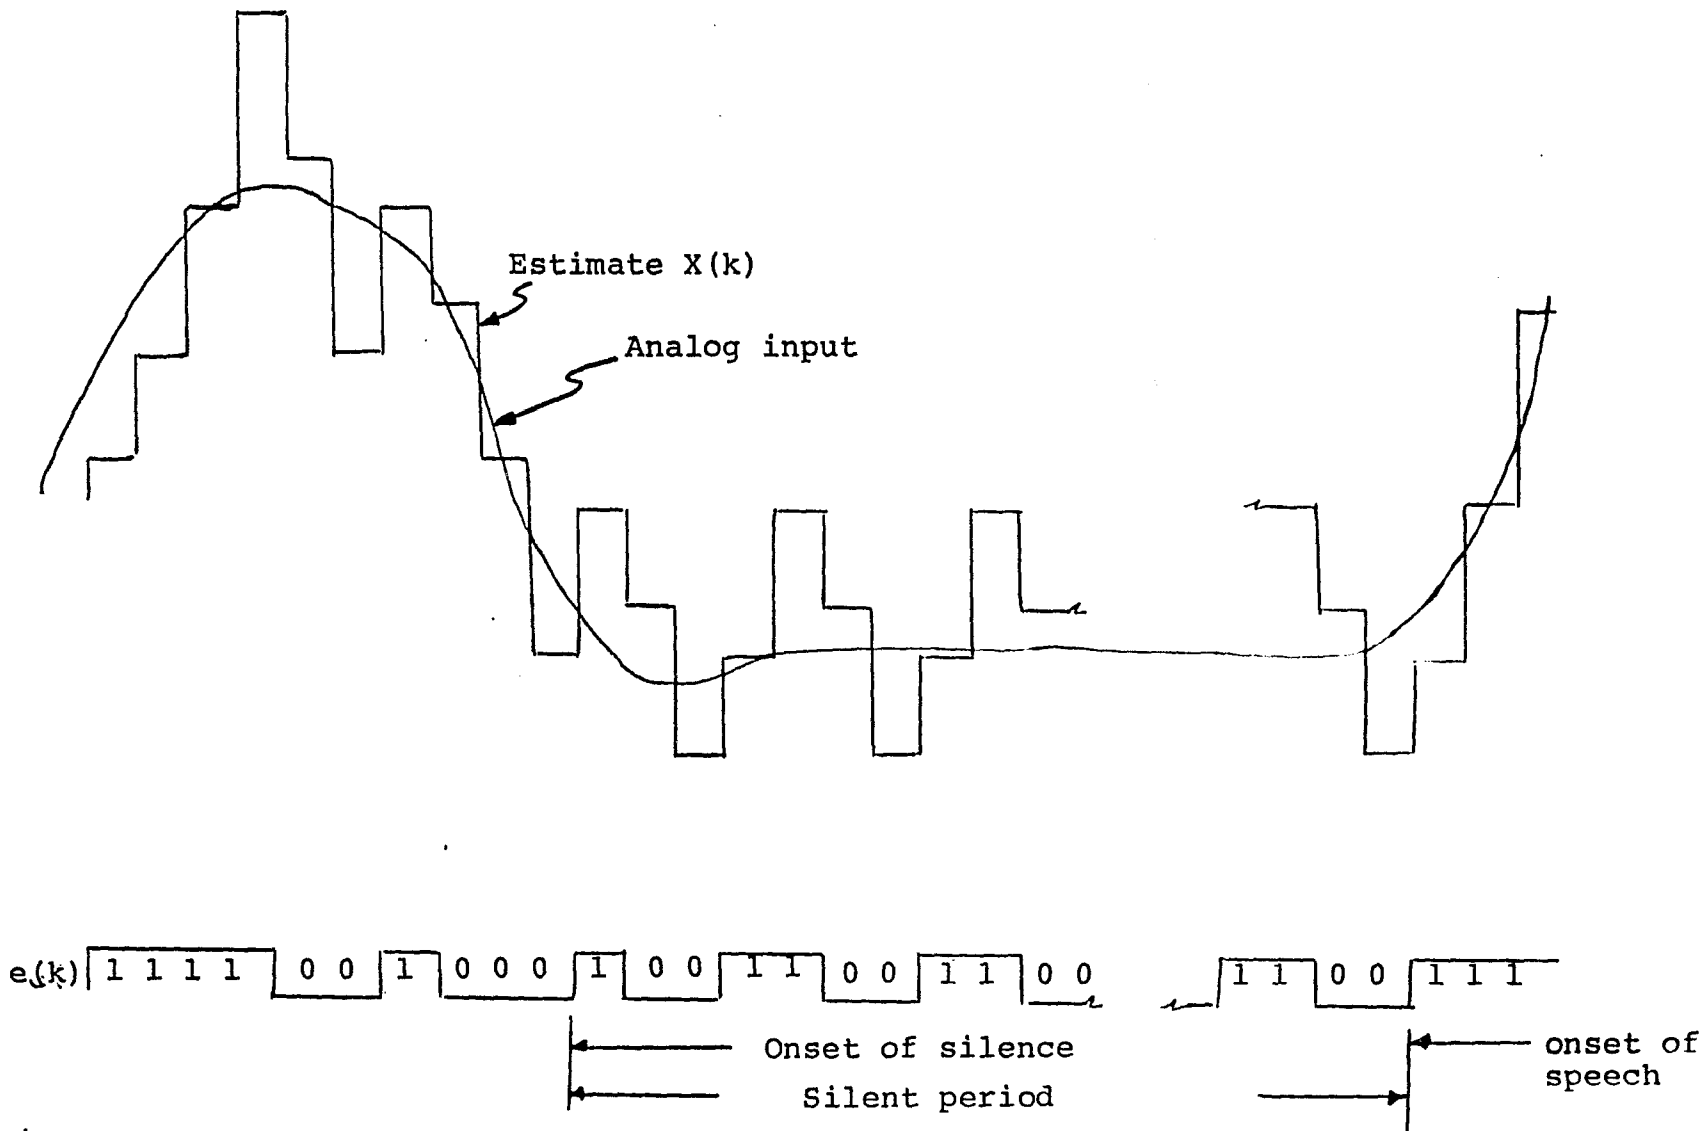 Estimate X(k)
Analog input
e(k) 1 1 1 1 0 0 1 0 0 0 1 0 0 1 1 0 0 1 1 0 0 1 1 0 0 1 1 1
Onset of silence
onset of
speech
Silent period